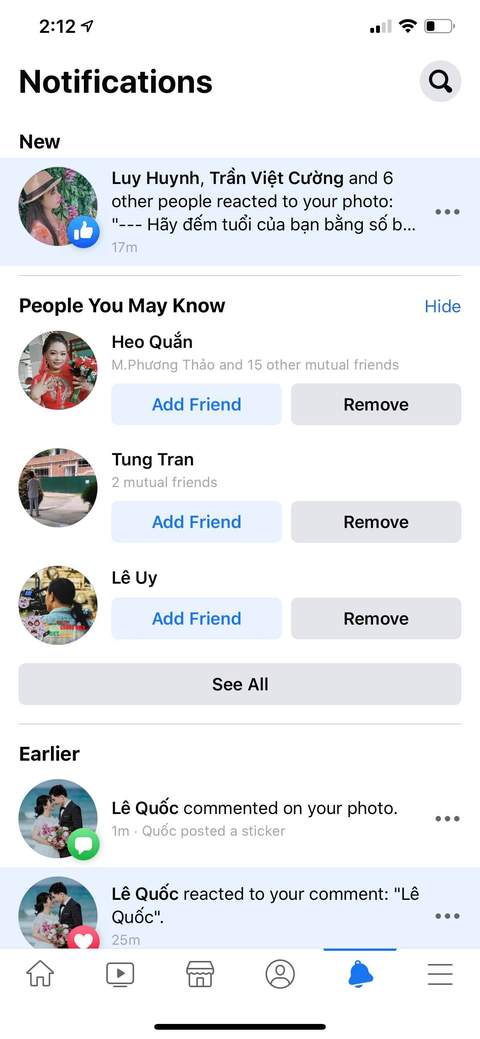 2:12
Notifications
New
Luy Huynh, Trần Việt Cường and 6
other people reacted to your photo:
"--- Hãy đếm tuổi của bạn bằng số b...
17m
People You May Know
Hide
Heo Quắn
M.Phương Thảo and 15 other mutual friends
Add Friend
Remove
Tung Tran
2 mutual friends
Add Friend
Remove
Lê Uy
Add Friend
Remove
See All
Earlier
Lê Quốc commented on your photo.
1m · Quốc posted a sticker
Lê Quốc reacted to your comment: "Lê
Quốc".
25m